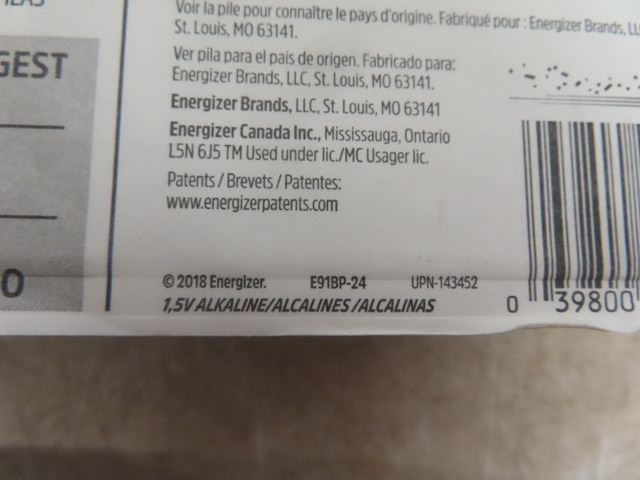 Voir la pile pour connaître le pays d'origine. Fabriqué pour : Energizer Brands,
St. Louis, MO 63141.
GEST
Ver pila para el país de origen. Fabricado para:
Energizer Brands, LLC, St. Louis, MO 63141.
Energizer Brands, LLC, St. Louis, MO 63141
Energizer Canada Inc., Mississauga, Ontario
L5N 6J5 TM Used under lic./MC Usager lic.
Patents / Brevets / Patentes:
www.energizerpatents.com
0
© 2018 Energizer. E91BP-24 UPN-143452
1,5V ALKALINE/ALCALINES /ALCALINAS
0 39800